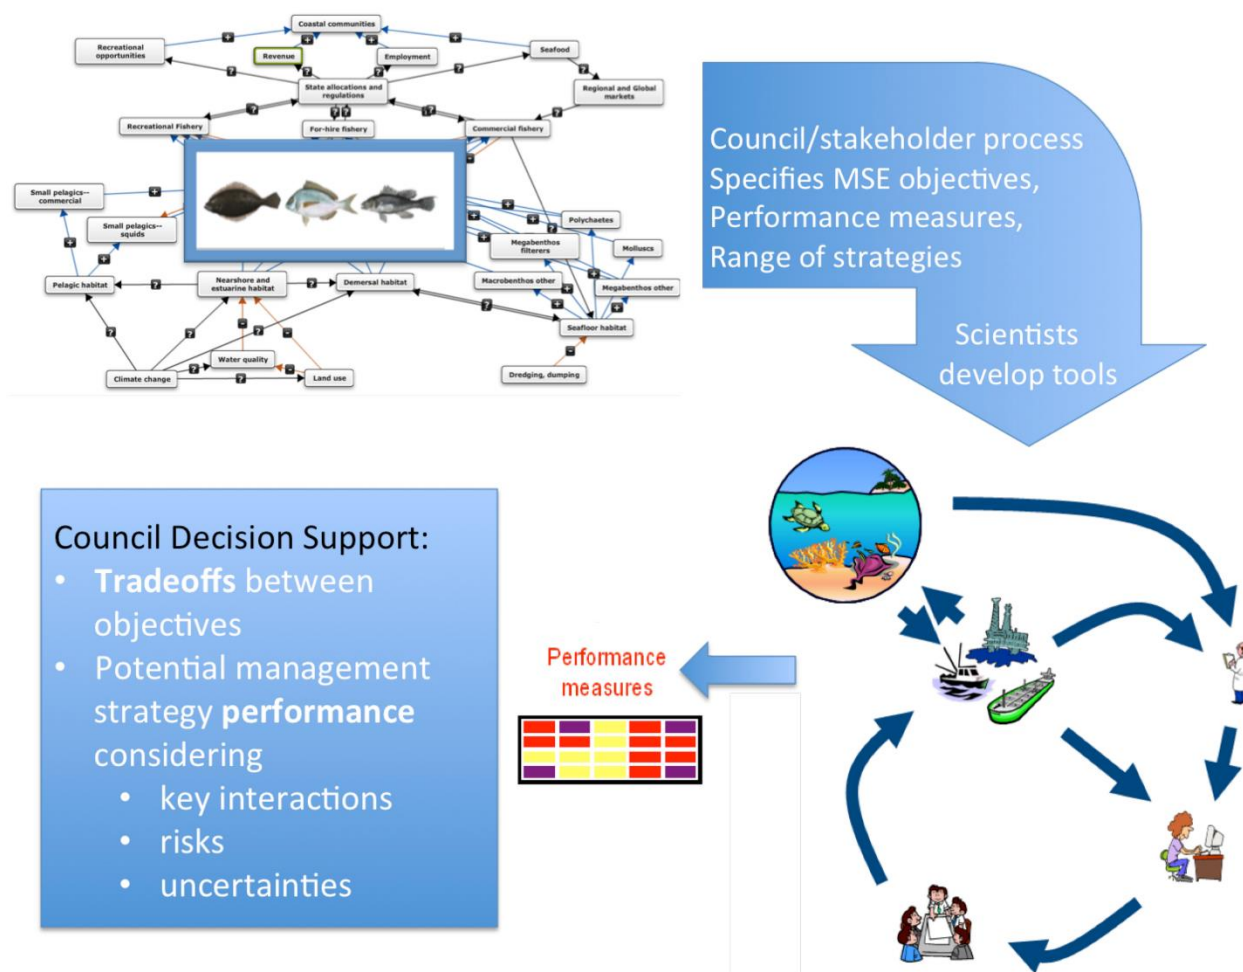 Coastal communities
Recreational
opportunities
Revenue
Employment
Seafood
State allocations and
regulations
Regional and Global
markets
Recreational Fishery
For-hire fishery
Commercial fishery
Small pelagics--
commercial
Small pelagics--
squids
Polychaetes
Megabenthos
filterers
Molluscs
Pelagic habitat
Nearshore and
estuarine habitat
Demersal habitat
Macrobenthos other
Megabenthos other
Seafloor habitat
Water quality
Climate change
Land use
Dredging, dumping
Council/stakeholder process
Specifies MSE objectives,
Performance measures,
Range of strategies
Scientists
develop tools
Council Decision Support:
• Tradeoffs between
objectives
• Potential management
strategy performance
considering
• key interactions
• risks
• uncertainties
Performance
measures